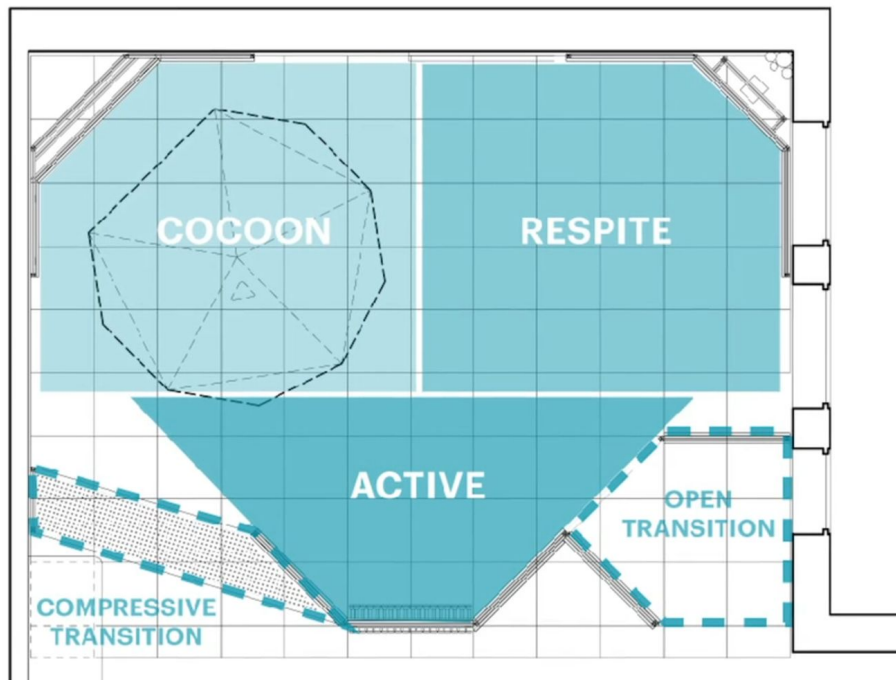 COCOON
RESPITE
ACTIVE
OPEN
TRANSITION
COMPRESSIVE
TRANSITION